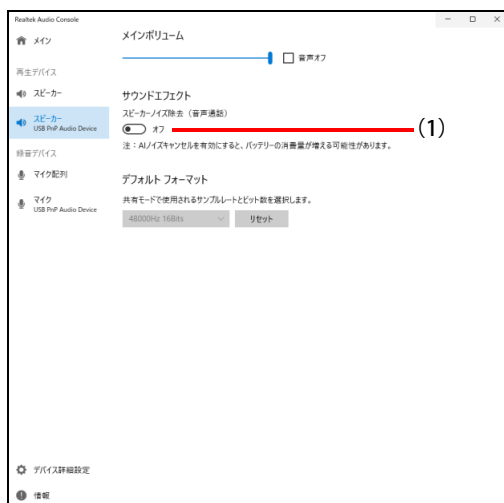 Realtek Audio Console
メイン
再生デバイス
スピーカー
スピーカー
USB PnP Audio Device
録音デバイス
マイク配列
マイク
USB PnP Audio Device
デバイス詳細設定
情報
メインボリューム
音声オフ
サウンドエフェクト
スピーカーノイズ除去（音声通話）
オフ
(1)
注：AIノイズキャンセルを有効にすると、バッテリーの消費量が増える可能性があります。
デフォルト フォーマット
共有モードで使用されるサンプルレートとビット数を選択します。
48000Hz 16Bits
リセット